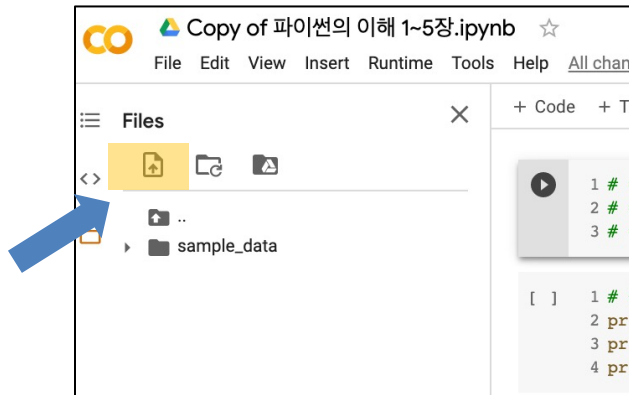 Copy of 파이썬의 이해 1~5장.ipynb
File Edit View Insert Runtime Tools Help All chan
Files
+ Code + T
..
sample_data
1 #
2 #
3 #
[ ] 1 #
2 pr
3 pr
4 pr